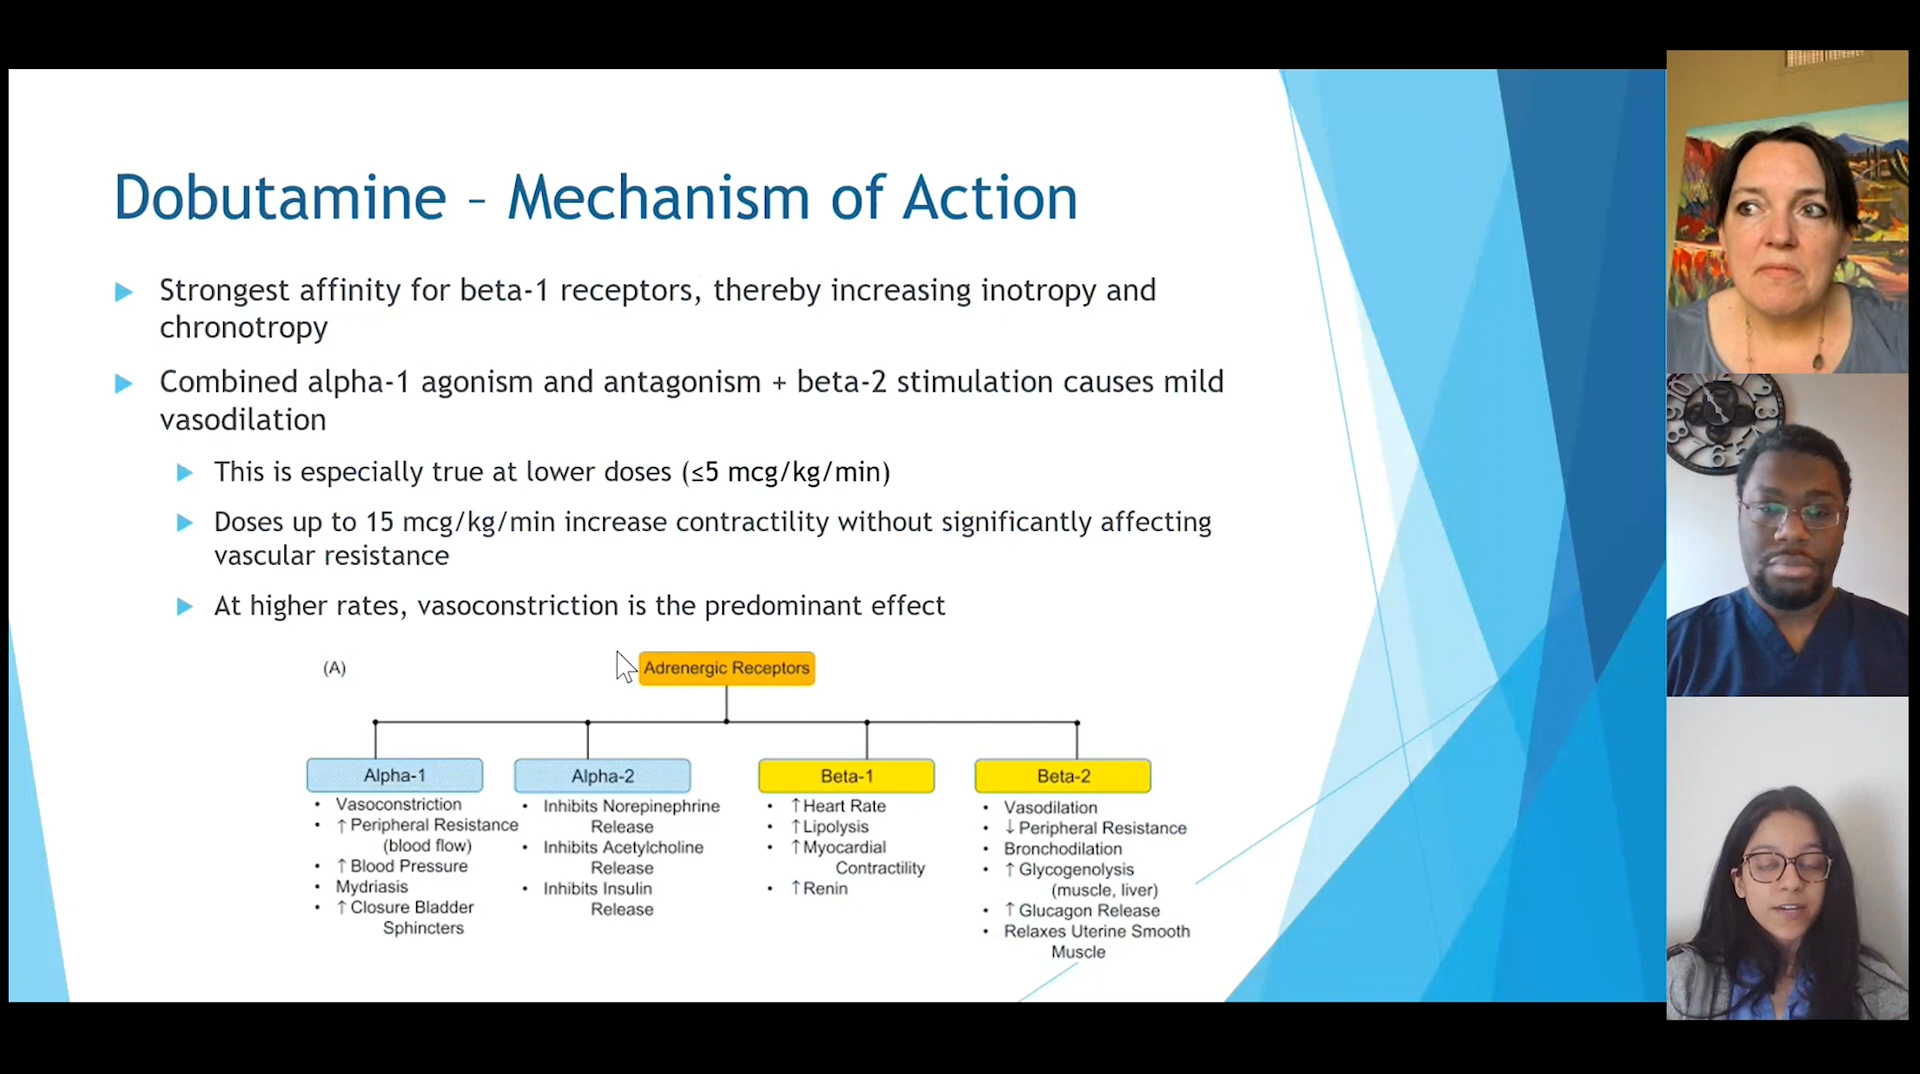 Dobutamine – Mechanism of Action
Strongest affinity for beta-1 receptors, thereby increasing inotropy and
chronotropy
Combined alpha-1 agonism and antagonism + beta-2 stimulation causes mild
vasodilation
This is especially true at lower doses (≤5 mcg/kg/min)
Doses up to 15 mcg/kg/min increase contractility without significantly affecting
vascular resistance
At higher rates, vasoconstriction is the predominant effect
(A)
Adrenergic Receptors
Alpha-1
• Vasoconstriction
• ↑Peripheral Resistance
(blood flow)
• ↑Blood Pressure
• Mydriasis
• ↑Closure Bladder
Sphincters
Alpha-2
• Inhibits Norepinephrine
Release
• Inhibits Acetylcholine
Release
• Inhibits Insulin
Release
Beta-1
• ↑Heart Rate
• ↑Lipolysis
• ↑Myocardial
Contractility
• ↑Renin
Beta-2
• Vasodilation
• ↓Peripheral Resistance
• Bronchodilation
• ↑Glycogenolysis
(muscle, liver)
• ↑Glucagon Release
• Relaxes Uterine Smooth
Muscle